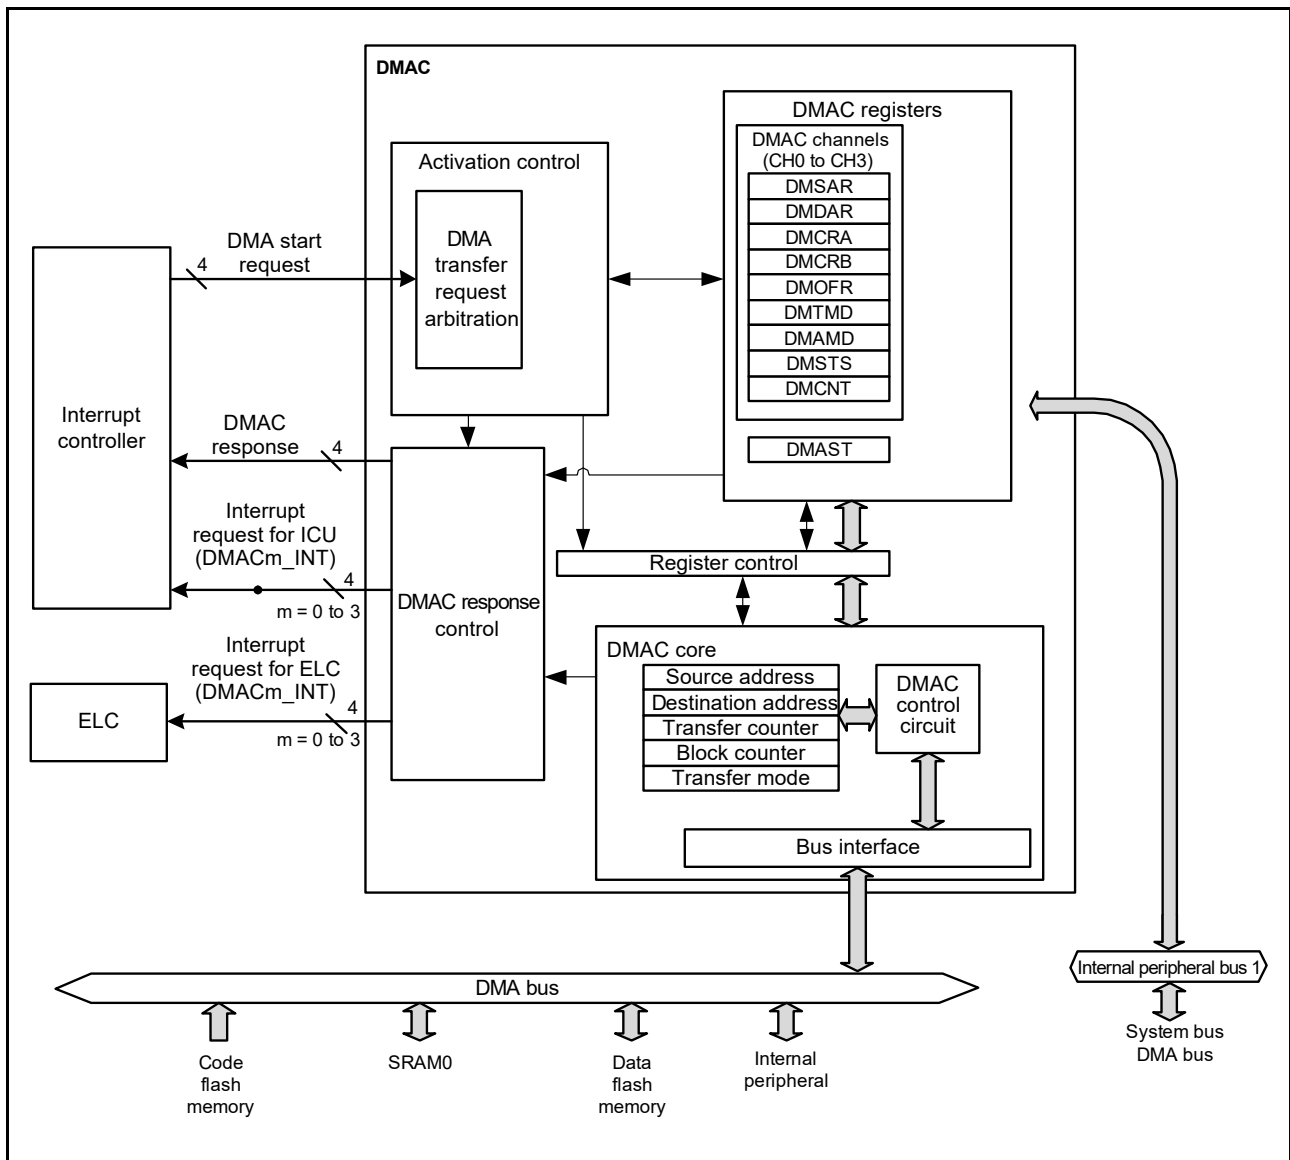 DMAC
DMAC registers
DMAC channels
(CH0 to CH3)
DMSAR
DMDAR
DMCRA
DMCRB
DMOFR
DMTMD
DMAMD
DMSTS
DMCNT
DMAST
Activation control
DMA
transfer
request
arbitration
DMA start
request
4
Interrupt
controller
DMAC
response
4
Interrupt
request for ICU
(DMACm_INT)
4
m = 0 to 3
Interrupt
request for ELC
(DMACm_INT)
4
m = 0 to 3
ELC
DMAC response
control
Register control
DMAC core
Source address
Destination address
Transfer counter
Block counter
Transfer mode
DMAC
control
circuit
Bus interface
DMA bus
Internal peripheral bus 1
Code
flash
memory
SRAM0
Data
flash
memory
Internal
peripheral
System bus
DMA bus